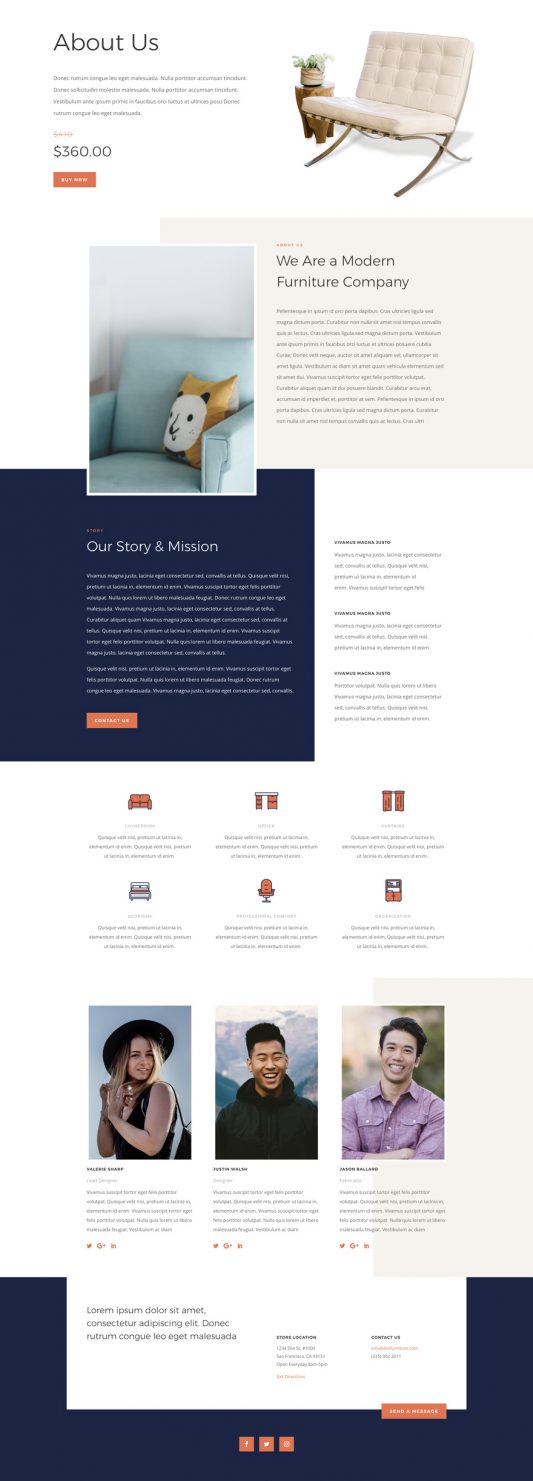 About Us
Donec rutrum congue leo eget malesuada. Nulla porttitor accumsan tincidunt.
Donec sollicitudin molestie malesuada. Nulla porttitor accumsan tincidunt.
Vestibulum ante ipsum primis in faucibus orci luctus et ultrices posu Donec
rutrum congue leo eget malesuada.
$410
$360.00
BUY NOW
ABOUT US
We Are a Modern
Furniture Company
Pellentesque in ipsum id orci porta dapibus. Cras ultricies ligula sed
magna dictum porta. Curabitur non nulla sit amet nisl tempus convallis
quis ac lectus. Cras ultricies ligula sed magna dictum porta. Vestibulum
ante ipsum primis in faucibus orci luctus et ultrices posuere cubilia
Curae; Donec velit neque, auctor sit amet aliquam vel, ullamcorper sit
amet ligula. Vestibulum ac diam sit amet quam vehicula elementum sed
sit amet dui. Vivamus suscipit tortor eget felis porttitor volutpat.
Curabitur aliquet quam id dui posuere blandit. Curabitur arcu erat,
accumsan id imperdiet et, porttitor at sem. Pellentesque in ipsum id orci
porta dapibus. Cras ultricies ligula sed magna dictum porta. Curabitur
non nulla sit amet nisl tempus convallis quis ac lectus. Cras ultri
STORY
Our Story & Mission
Vivamus magna justo, lacinia eget consectetur sed, convallis at tellus. Quisque velit nisi,
pretium ut lacinia in, elementum id enim. Vivamus suscipit tortor eget felis porttitor
volutpat. Nulla quis lorem ut libero malesuada feugiat. Donec rutrum congue leo eget
malesuada. Vivamus magna justo, lacinia eget consectetur sed, convallis at tellus.
Curabitur aliquet quam Vivamus magna justo, lacinia eget consectetur sed, convallis at
tellus. Quisque velit nisi, pretium ut lacinia in, elementum id enim. Vivamus suscipit
tortor eget felis porttitor volutpat. Nulla quis lorem ut libero malesuada feugiat. Vivamus
magna justo, lacinia eget consectetur sed, convallis at tellus.
Quisque velit nisi, pretium ut lacinia in, elementum id enim. Vivamus suscipit tortor eget
felis porttitor volutpat. Nulla quis lorem ut libero malesuada feugiat. Donec rutrum
congue leo eget malesuada. Vivamus magna justo, lacinia eget consectetur sed, convallis.
CONTACT US
VIVAMUS MAGNA JUSTO
Vivamus magna justo, lacinia eget consectetur
sed, convallis at tellus. Quisque velit nisi,
pretium ut lacinia in, elementum id
enim. Vivamus suscipit tortor eget felis
VIVAMUS MAGNA JUSTO
Vivamus magna justo, lacinia eget consectetur
sed, convallis at tellus. Quisque velit nisi,
pretium ut lacinia in, elementum id enim.
VIVAMUS MAGNA JUSTO
Porttitor volutpat. Nulla quis lorem ut libero.
Vivamus magna justo, lacinia eget consectetur
sed, convallis at tellus. Quisque velit nisi,
pretium ut lacinia in, elementum id enim.
LIVINGROOM
Quisque velit nisi, pretium ut lacinia in,
elementum id enim. Quisque velit nisi, pretium
ut lacinia in, elementum id enim.
OFFICE
Quisque velit nisi, pretium ut lacinia in,
elementum id enim. Quisque velit nisi, pretium
ut lacinia in, elementum id enim.
CURTAINS
Quisque velit nisi, pretium ut lacinia in,
elementum id enim. Quisque velit nisi, pretium
ut lacinia in, elementum id enim.
BEDROOM
Quisque velit nisi, pretium ut lacinia in,
elementum id enim. Quisque velit nisi, pretium
ut lacinia in, elementum id enim.
PROFESSIONAL COMFORT
Quisque velit nisi, pretium ut lacinia in,
elementum id enim. Quisque velit nisi, pretium
ut lacinia in, elementum id enim.
ORGANIZATION
Quisque velit nisi, pretium ut lacinia in,
elementum id enim. Quisque velit nisi, pretium
ut lacinia in, elementum id enim.
VALERIE SHARP
Lead Designer
Vivamus suscipit tortor eget felis porttitor
volutpat. Quisque velit nisi, pretium ut lacinia in,
elementum id enim. Vivamus suscipit tortor eget
felis porttitor volutpat. Nulla quis lorem ut libero
malesuada feugiat. Vestibulum ac diam
JUSTIN WALSH
Designer
Vivamus suscipit tortor eget felis porttitor
volutpat. Quisque velit nisi, pretium ut lacinia in,
elementum id enim. Vivamus suscipit tortor eget
felis porttitor volutpat. Nulla quis lorem ut libero
malesuada feugiat. Vestibulum ac diam
JASON BALLARD
Fabricator
Vivamus suscipit tortor eget felis porttitor
volutpat. Quisque velit nisi, pretium ut lacinia in,
elementum id enim. Vivamus suscipit tortor eget
felis porttitor volutpat. Nulla quis lorem ut libero
malesuada feugiat. Vestibulum ac diam
Lorem ipsum dolor sit amet,
consectetur adipiscing elit. Donec
rutrum congue leo eget malesuada
STORE LOCATION
1234 Divi St. #1000
San Francisco, CA 93152
Open Everyday 8am-5pm
Get Directions
CONTACT US
info@divifurniture.com
(235) 302-2011
SEND A MESSAGE